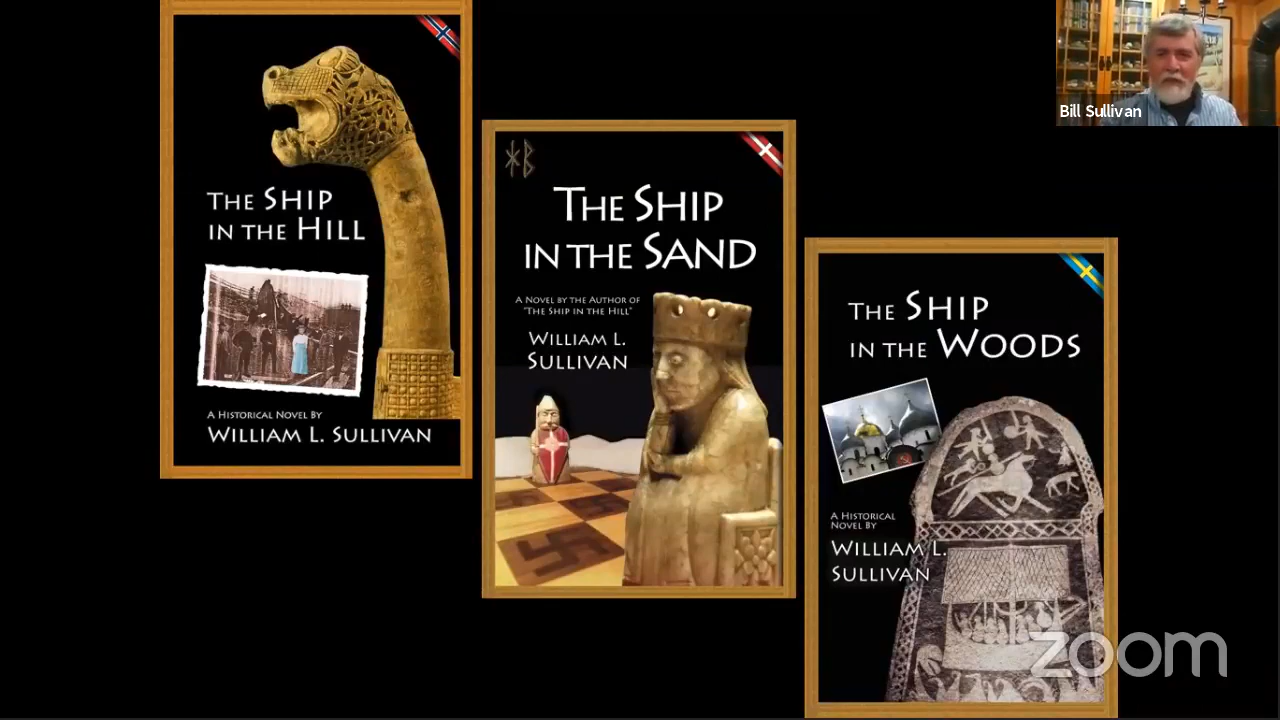 The Ship
in the Hill
A Historical Novel By
William L. Sullivan
ᚼᛒ
The Ship
in the Sand
A Novel by the Author of
"The Ship in the Hill"
William L.
Sullivan
The Ship
in the Woods
A Historical
Novel By
William L.
Sullivan
Bill Sullivan
zoom